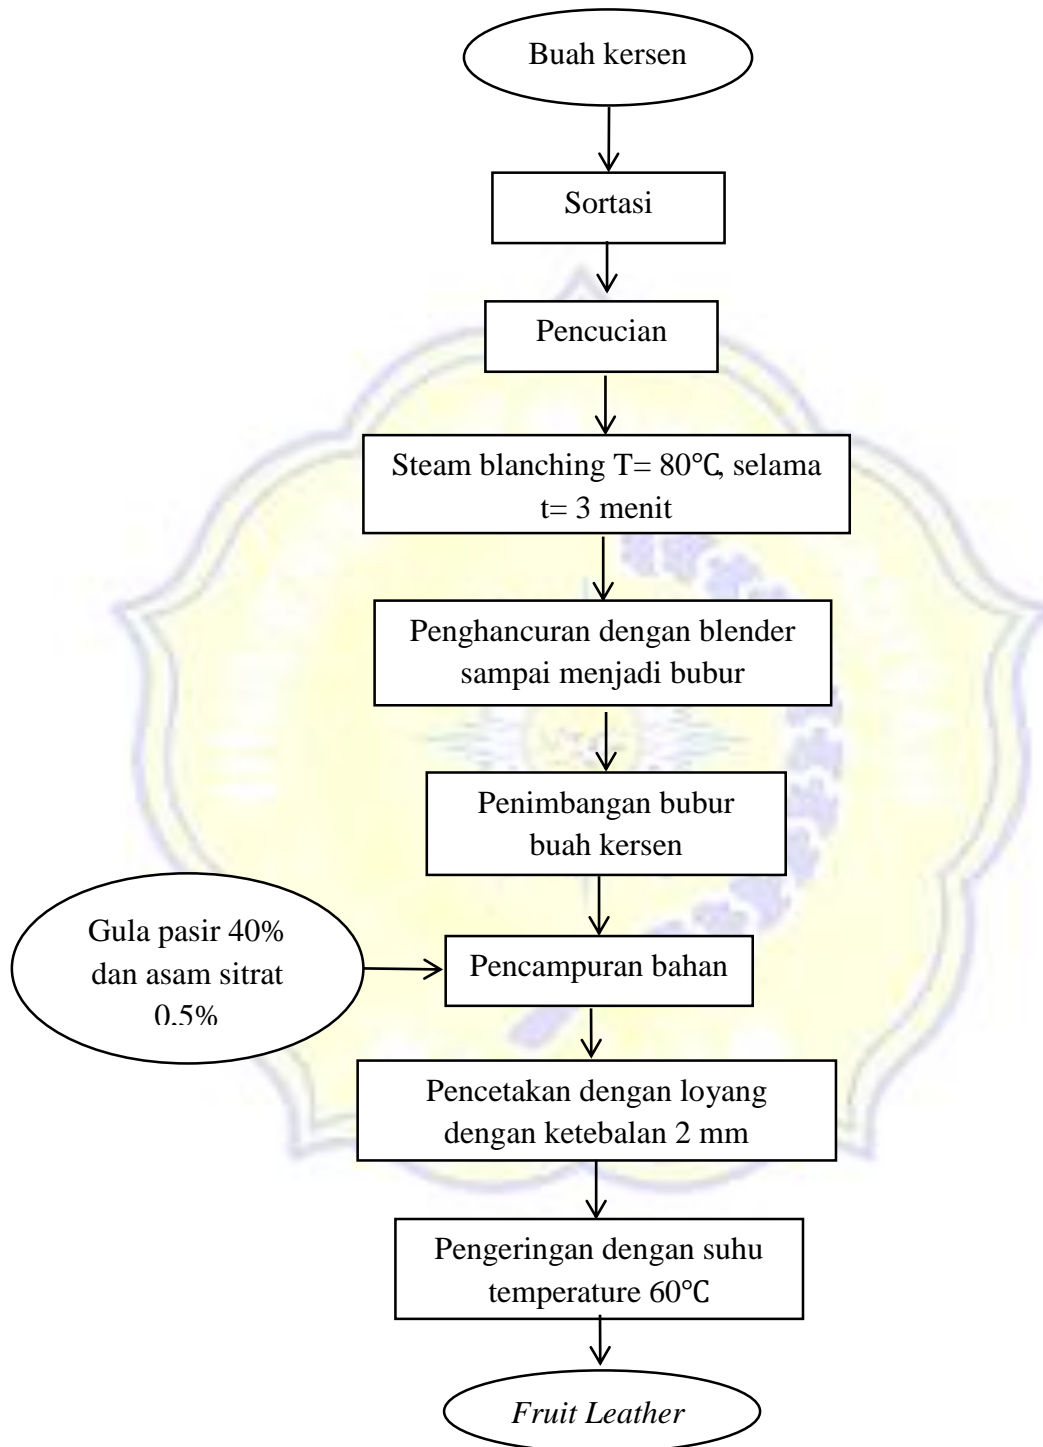 Buah kersen
Sortasi
Pencucian
Steam blanching T= 80℃, selama
t= 3 menit
Penghancuran dengan blender
sampai menjadi bubur
Penimbangan bubur
buah kersen
Gula pasir 40%
dan asam sitrat
0,5%
Pencampuran bahan
Pencetakan dengan loyang
dengan ketebalan 2 mm
Pengeringan dengan suhu
temperature 60℃
Fruit Leather